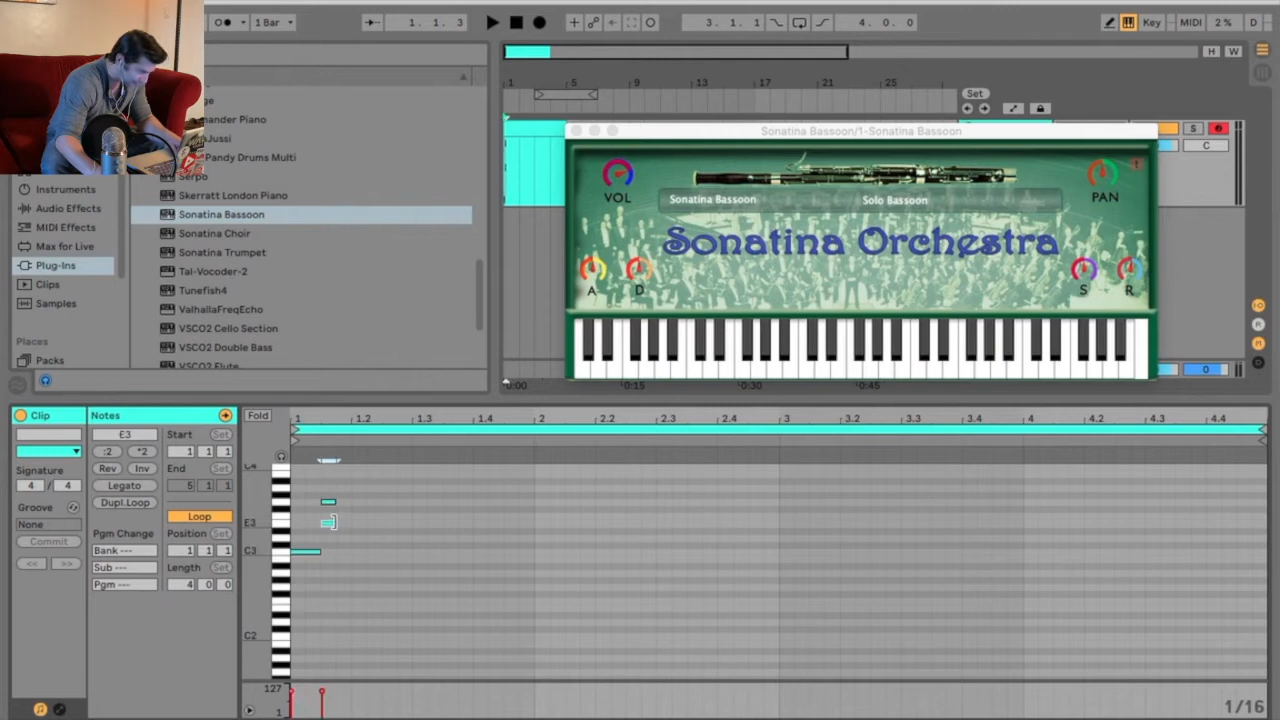 1 Bar
1. 1. 3
3. 1. 1
4. 0. 0
Key
MIDI
2 %
D
H
W
1 5 9 13 17 21 25
Set
ge
nander Piano
Jussi
Pandy Drums Multi
Serpo
Skerratt London Piano
Sonatina Bassoon
Sonatina Choir
Sonatina Trumpet
Tal-Vocoder-2
Tunefish4
ValhallaFreqEcho
VSCO2 Cello Section
VSCO2 Double Bass
VSCO2 Flute
Instruments
Audio Effects
MIDI Effects
Max for Live
Plug-Ins
Clips
Samples
Places
Packs
Sonatina Bassoon/1-Sonatina Bassoon
VOL
PAN
Sonatina Bassoon
Solo Bassoon
Sonatina Orchestra
A
D
S
R
S
C
0
0:00 0:15 0:30 0:45
Clip
Notes
Fold
1 1.2 1.3 1.4 2 2.2 2.3 2.4 3 3.2 3.3 3.4 4 4.2 4.3 4.4
E3
Start
Set
:2
*2
1 1 1
Signature
Rev
Inv
End
Set
4 / 4
Legato
5 1 1
Groove
Dupl.Loop
None
Loop
Commit
Pgm Change
Position
Set
Bank ---
1 1 1
<<
>>
Sub ---
Length
Set
Pgm ---
4 0 0
C4
E3
C3
C2
127
1
1/16